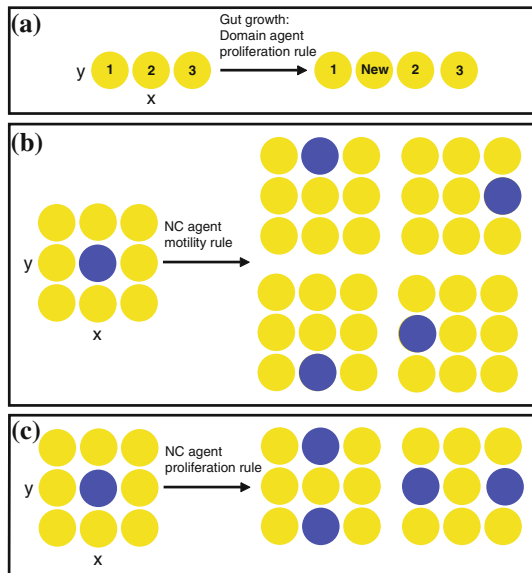 (a)
Gut growth:
Domain agent
proliferation rule
y 1 2 3 1 New 2 3
x
(b)
NC agent
motility rule
y
x
(c)
NC agent
proliferation rule
y
x